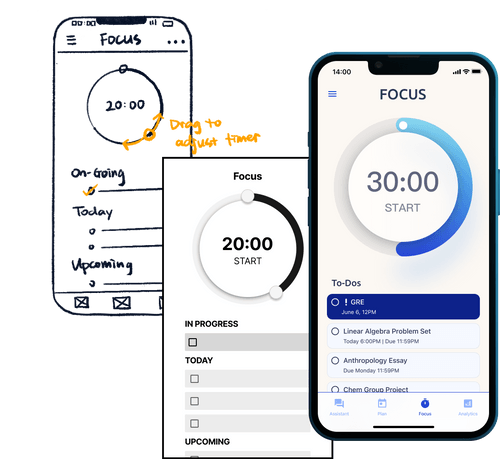 FOCUS
20:00
Drag to
adjust timer
On-Going
Today
Upcoming
Focus
20:00
START
IN PROGRESS
TODAY
UPCOMING
14:00
FOCUS
30:00
START
To-Dos
! GRE
June 6, 12PM
Linear Algebra Problem Set
Today 6:00PM | Due 11:59PM
Anthropology Essay
Due Monday 11:59PM
Chem Group Project
Assistant
Plan
Focus
Analytics